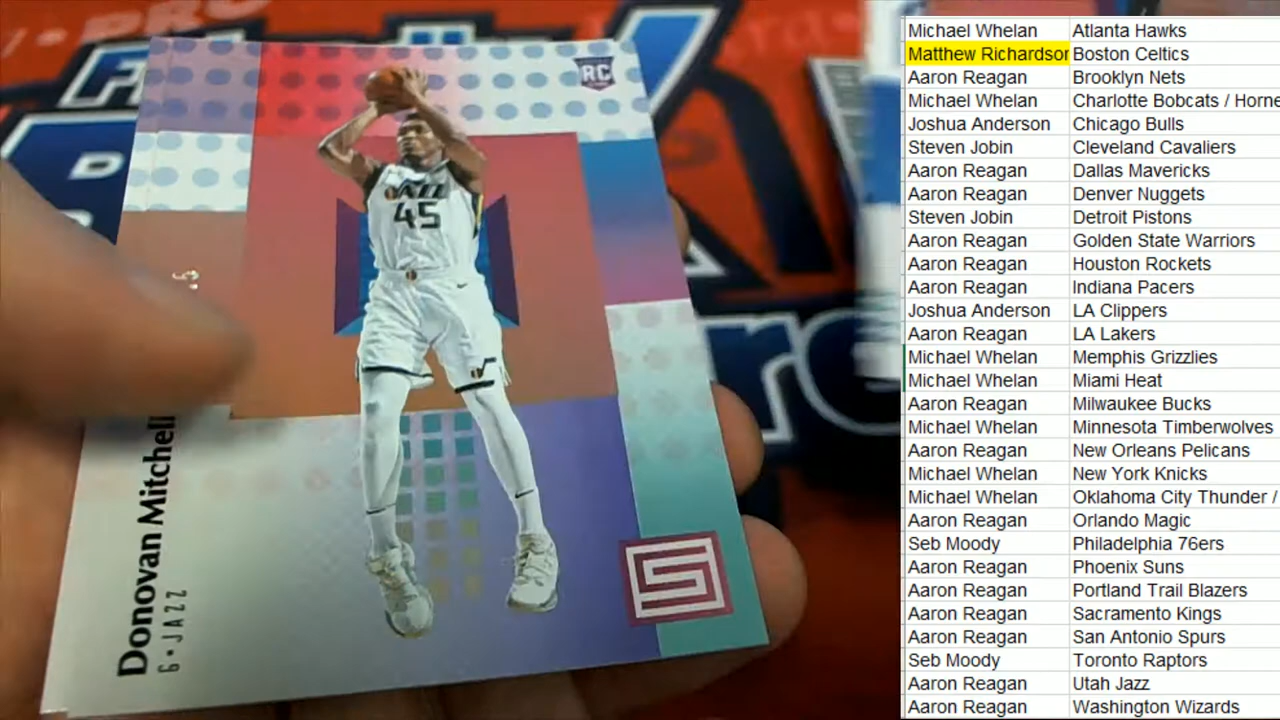 RC
JAZZ
45
Donovan Mitchell
G • JAZZ
S
Michael Whelan Atlanta Hawks
Matthew Richardson Boston Celtics
Aaron Reagan Brooklyn Nets
Michael Whelan Charlotte Bobcats / Horne
Joshua Anderson Chicago Bulls
Steven Jobin Cleveland Cavaliers
Aaron Reagan Dallas Mavericks
Aaron Reagan Denver Nuggets
Steven Jobin Detroit Pistons
Aaron Reagan Golden State Warriors
Aaron Reagan Houston Rockets
Aaron Reagan Indiana Pacers
Joshua Anderson LA Clippers
Aaron Reagan LA Lakers
Michael Whelan Memphis Grizzlies
Michael Whelan Miami Heat
Aaron Reagan Milwaukee Bucks
Michael Whelan Minnesota Timberwolves
Aaron Reagan New Orleans Pelicans
Michael Whelan New York Knicks
Michael Whelan Oklahoma City Thunder /
Aaron Reagan Orlando Magic
Seb Moody Philadelphia 76ers
Aaron Reagan Phoenix Suns
Aaron Reagan Portland Trail Blazers
Aaron Reagan Sacramento Kings
Aaron Reagan San Antonio Spurs
Seb Moody Toronto Raptors
Aaron Reagan Utah Jazz
Aaron Reagan Washington Wizards